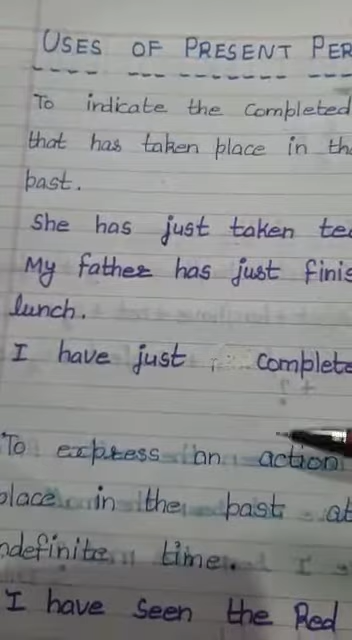 USES OF PRESENT PER
To indicate the completed
that has taken place in the
past.
She has just taken tea
My father has just finis
lunch.
I have just complete
To express an action
place in the past at
ndefinite time.
I have seen the Red